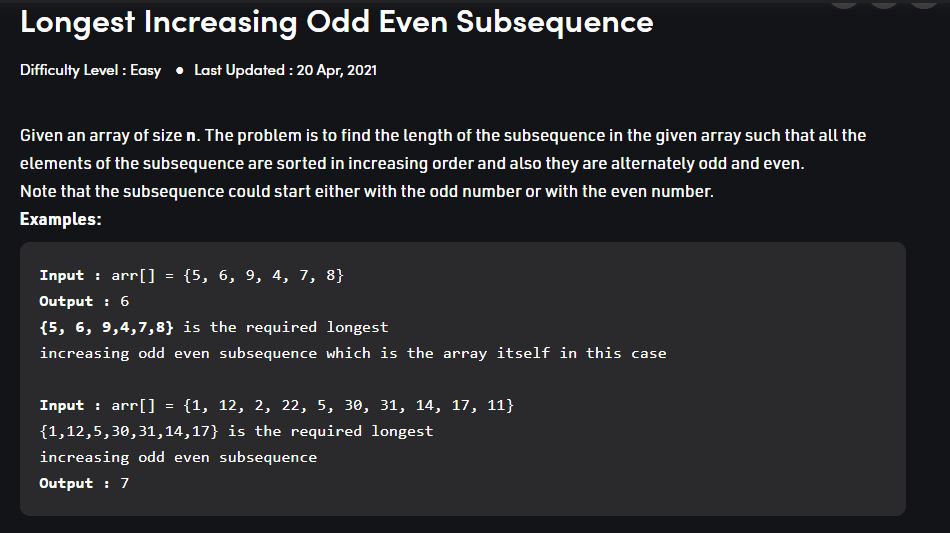 Longest Increasing Odd Even Subsequence
Difficulty Level : Easy ● Last Updated : 20 Apr, 2021
Given an array of size n. The problem is to find the length of the subsequence in the given array such that all the
elements of the subsequence are sorted in increasing order and also they are alternately odd and even.
Note that the subsequence could start either with the odd number or with the even number.
Examples:
Input : arr[] = {5, 6, 9, 4, 7, 8}
Output : 6
{5, 6, 9,4,7,8} is the required longest
increasing odd even subsequence which is the array itself in this case
Input : arr[] = {1, 12, 2, 22, 5, 30, 31, 14, 17, 11}
{1,12,5,30,31,14,17} is the required longest
increasing odd even subsequence
Output : 7